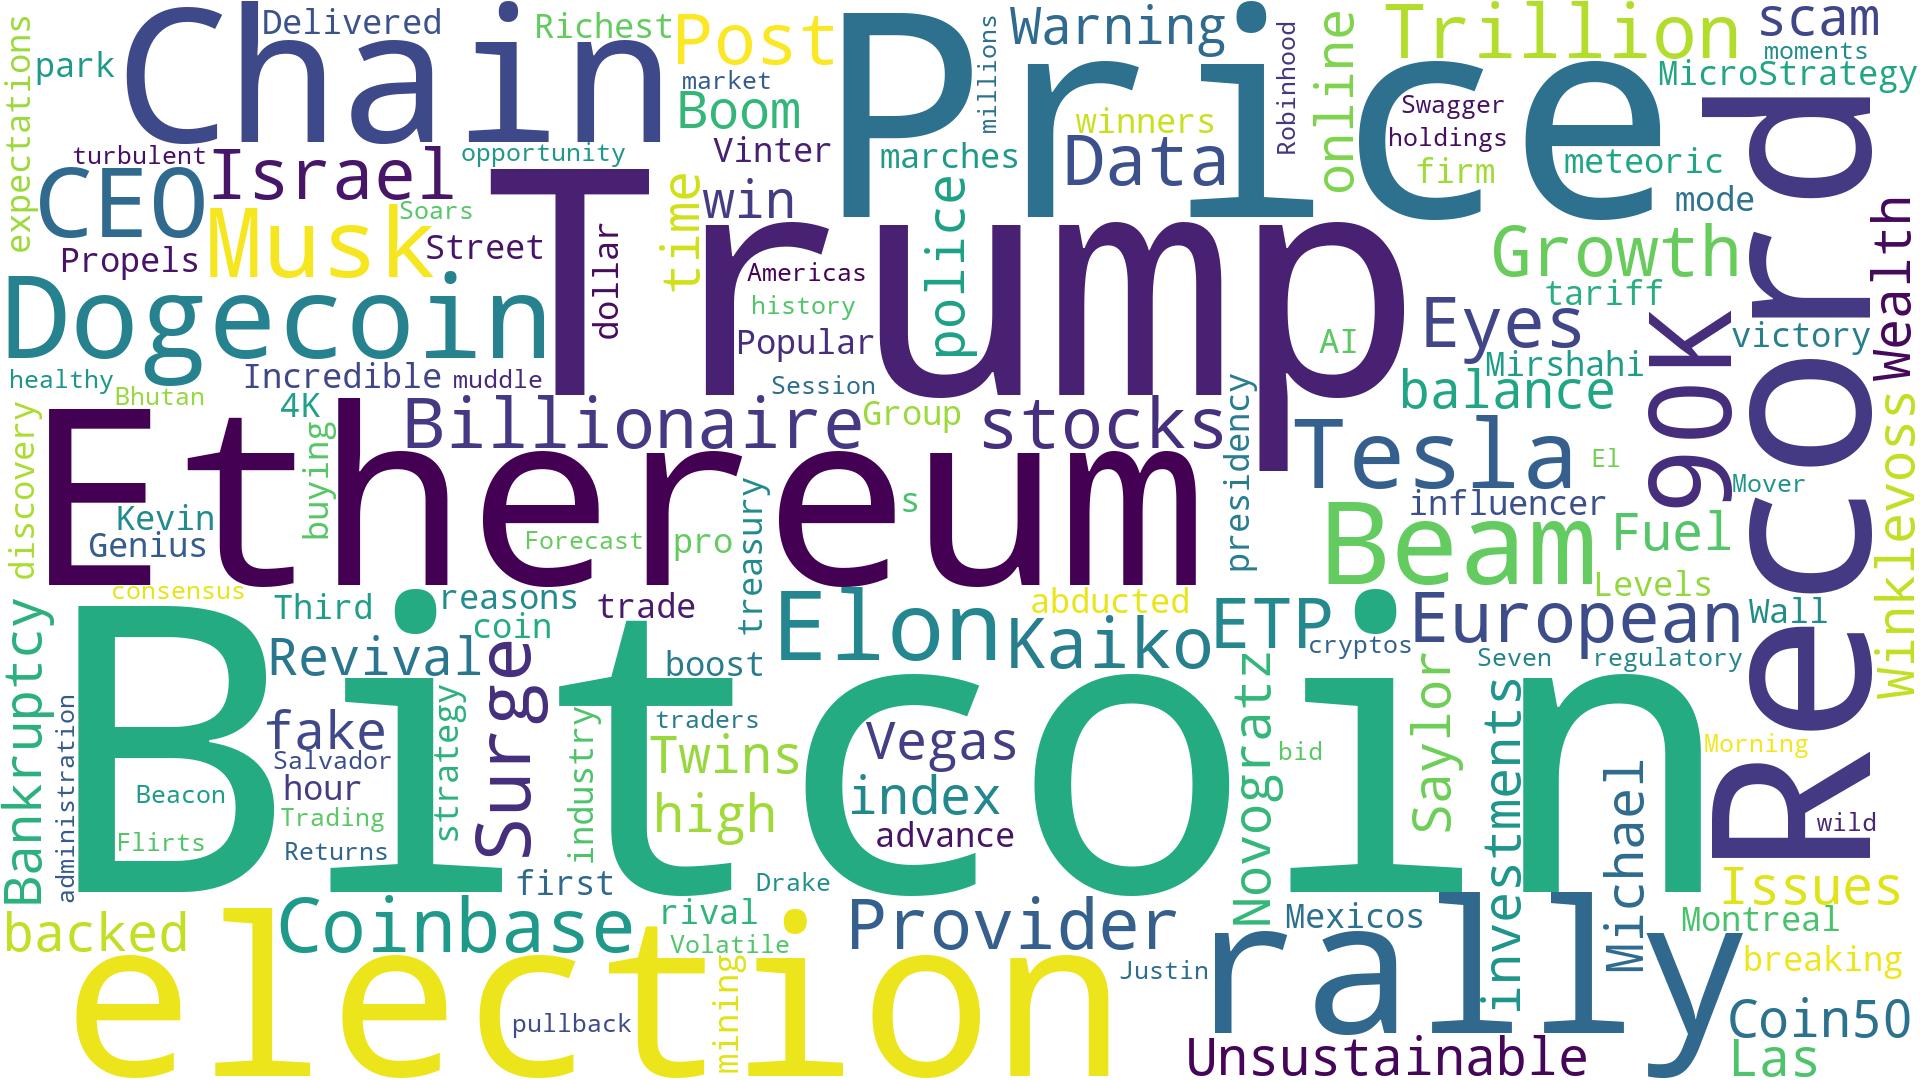 expectations
park
Chain
Delivered
Richest
Post
market
Boom
Price
millions
Warning
Robinhood
online
Trillion
scam
moments
MicroStrategy
turbulent
Israel
opportunity
Vinter
marches
winners
Data
Swagger
holdings
firm
meteoric
mode
Record
CEO
Musk
Soars
Street
Propels
Trump
dollar
time
win
Americas
history
Popular
police
AI
Growth
tariff
Eyes
Mirshahi
balance
90K
victory
Wealth
Dogecoin
healthy
Bhutan
Incredible
muddle
4K
Session
Billionaire
Group
stocks
presidency
Tesla
El
influencer
Mover
Winklevoss
discovery
Ethereum
Kevin
Genius
buying
Forecast
pro
treasury
s
Beam
Fuel
Levels
consensus
Third
reasons
coin
trade
abducted
Elon
Kaiko
ETP
cryptos
European
Wall
Seven
regulatory
Bankruptcy
Bitcoin
Revival
Surge
boost
administration
fake
Salvador
hour
Beacon
Trading
Flirts
Returns
strategy
industry
traders
Twins
high
Vegas
index
advance
Novogratz
bid
Saylor
investments
Michael
Morning
wild
first
Drake
Issues
backed
Coinbase
rival
Volatile
Provider
Mexicos
Montreal
breaking
election
pullback
mining
Justin
rally
Unsustainable
Coin50
Las